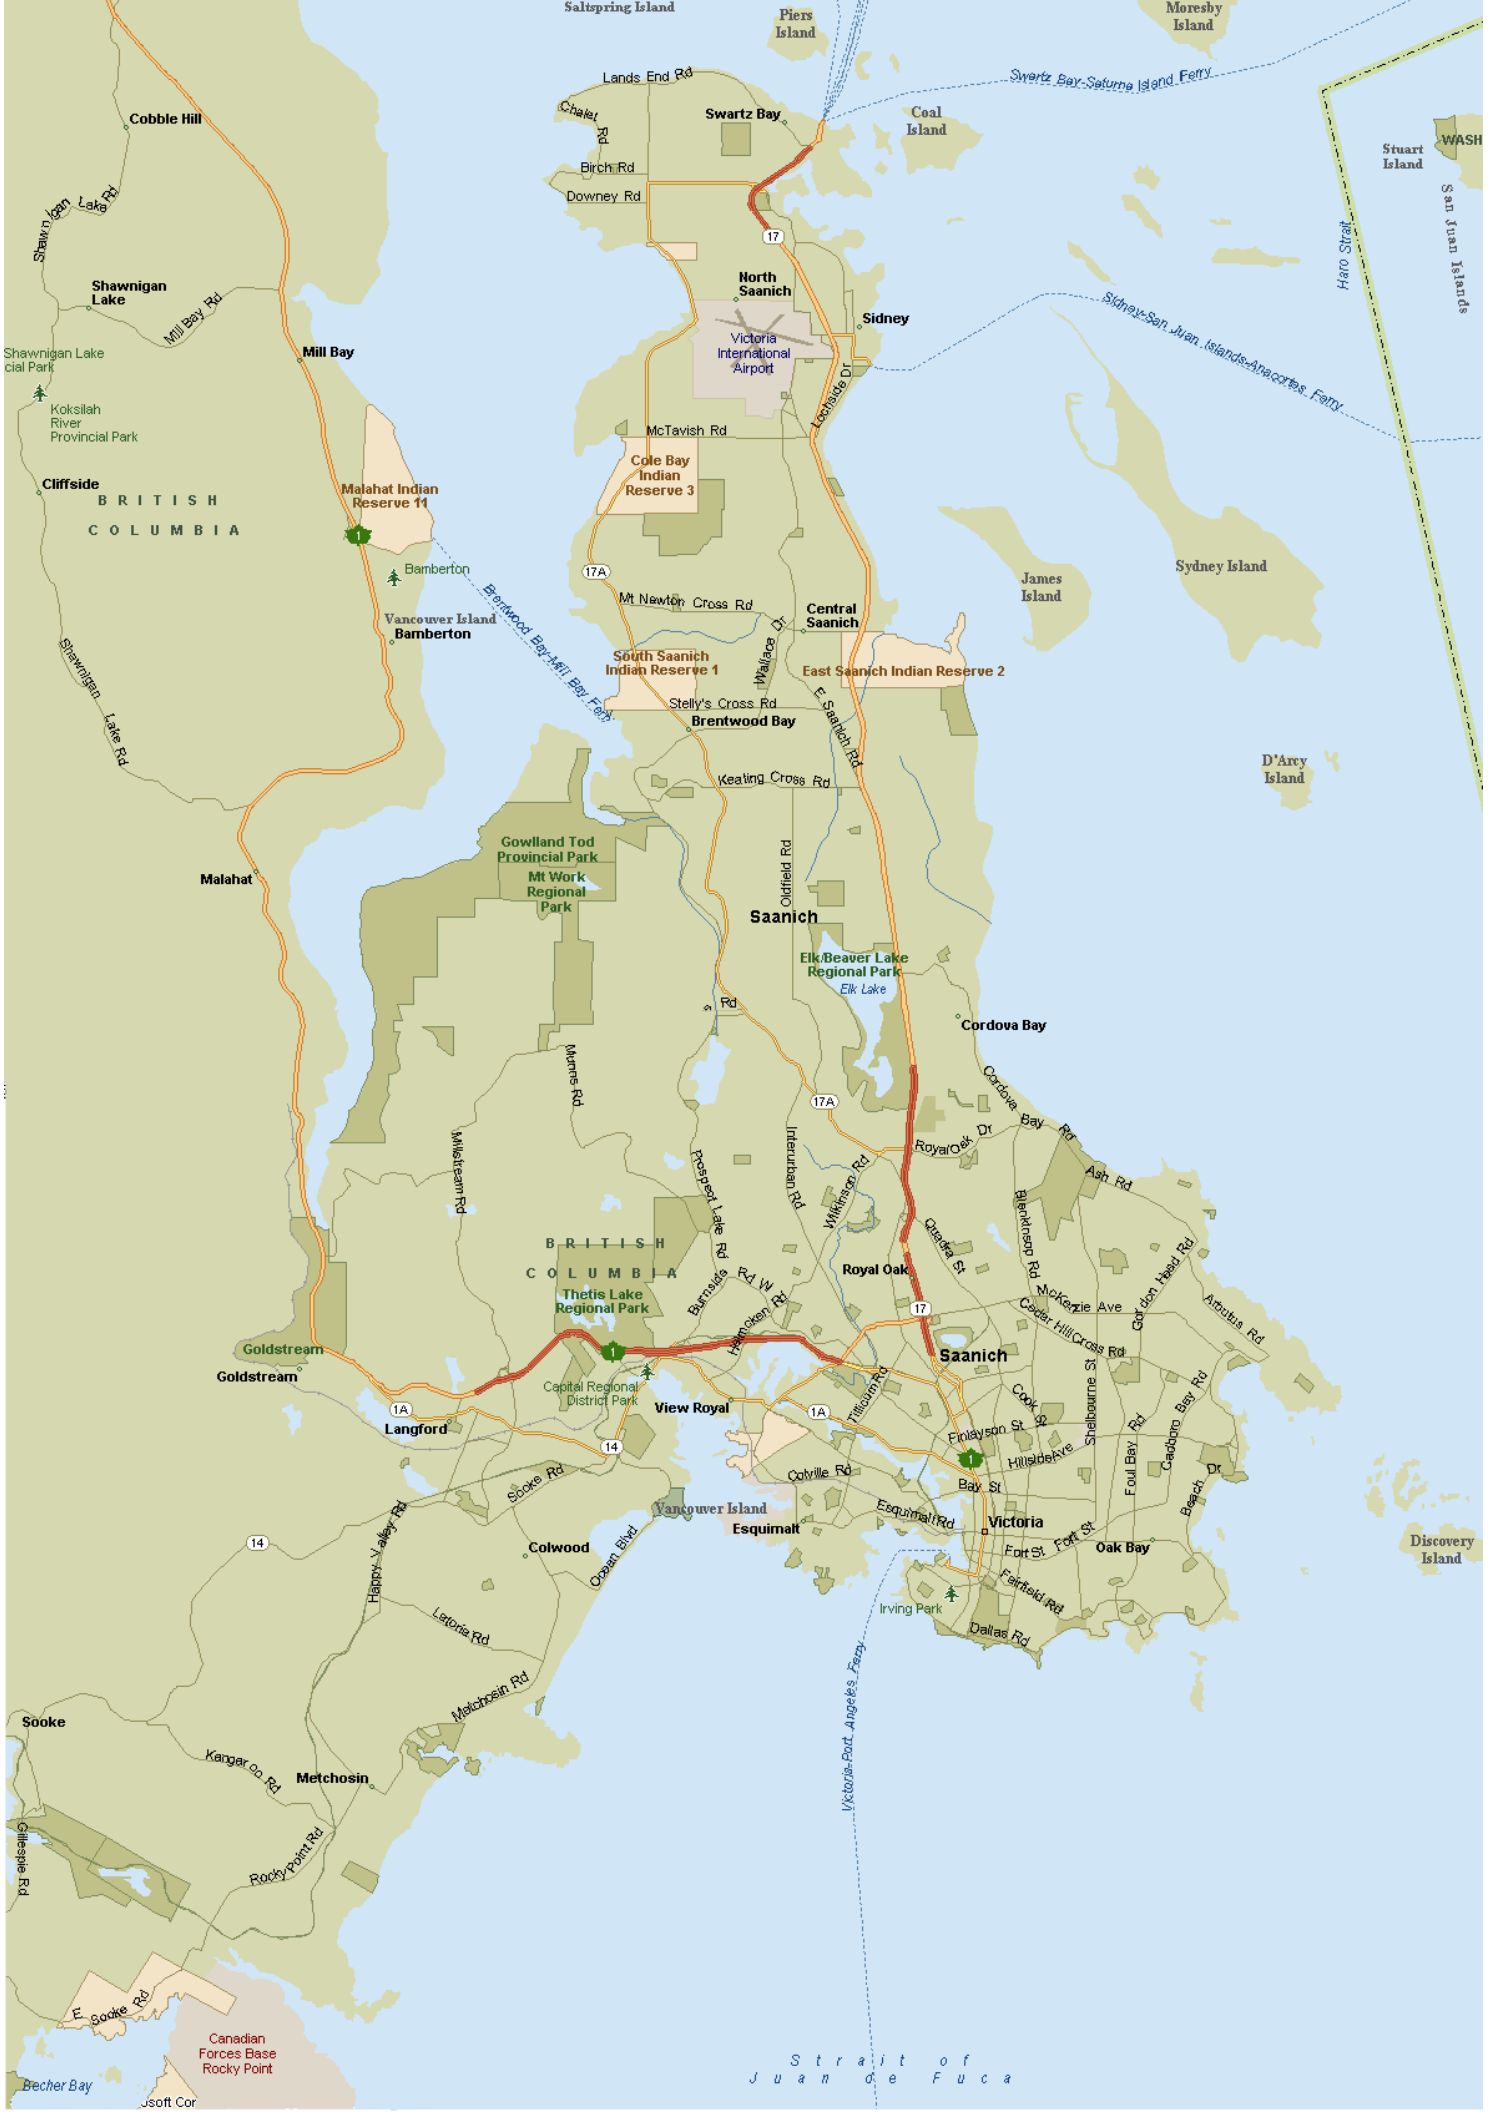 Saltspring Island
Piers
Island
Moresby
Island
Lands End Rd
Swartz Bay-Saturna Island Ferry
Chalet Rd
Swartz Bay
Coal
Island
Cobble Hill
Stuart
Island
WASH
Birch Rd
Downey Rd
Shawnigan Lake Rd
San Juan Islands
Haro Strait
17
North
Saanich
Shawnigan
Lake
Mill Bay Rd
Sidney
Sidney-San Juan Islands-Anacortes Ferry
Victoria
International
Airport
Mill Bay
Shawnigan Lake
cial Park
Koksilah
River
Provincial Park
Lochside Dr
McTavish Rd
Cole Bay
Indian
Reserve 3
Cliffside
Malahat Indian
Reserve 11
BRITISH
COLUMBIA
1
Bamberton
17A
James
Island
Sydney Island
Brentwood Bay-Mill Bay Ferry
Mt Newton Cross Rd
Central
Saanich
Vancouver Island
Bamberton
Wallace Dr
South Saanich
Indian Reserve 1
East Saanich Indian Reserve 2
Shawnigan Lake Rd
Stelly's Cross Rd
E Saanich Rd
Brentwood Bay
D'Arcy
Island
Keating Cross Rd
Gowlland Tod
Provincial Park
Mt Work
Regional
Park
Oldfield Rd
Malahat
Saanich
Elk/Beaver Lake
Regional Park
Elk Lake
Rd
Cordova Bay
Munns Rd
Cordova Bay Rd
17A
Millstream Rd
Interurban Rd
Royal Oak Dr
Prospect Lake Rd
Wilkinson Rd
Ash Rd
Blenkinsop Rd
Quadra St
BRITISH
COLUMBIA
Royal Oak
Gordon Head Rd
Thetis Lake
Regional Park
Burnside Rd W
Helmcken Rd
17
McKenzie Ave
Cedar Hill Cross Rd
Arbutus Rd
Goldstream
1
Saanich
Goldstream
Capital Regional
District Park
Tillicum Rd
Cook St
Shelbourne St
Cadboro Bay Rd
View Royal
1A
1A
Langford
Finlayson St
Foul Bay Rd
14
Hillside Ave
1
Sooke Rd
Colville Rd
Bay St
Beach Dr
Vancouver Island
Esquimalt Rd
Esquimalt
Victoria
Happy Valley Rd
14
Colwood
Ocean Blvd
Fort St
Fort St
Oak Bay
Discovery
Island
Fairfield Rd
Irving Park
Latoria Rd
Dallas Rd
Metchosin Rd
Victoria-Port Angeles Ferry
Sooke
Kangaroo Rd
Metchosin
Gillespie Rd
Rocky Point Rd
E Sooke Rd
Canadian
Forces Base
Rocky Point
Strait of
Juan de Fuca
Becher Bay
osoft Cor